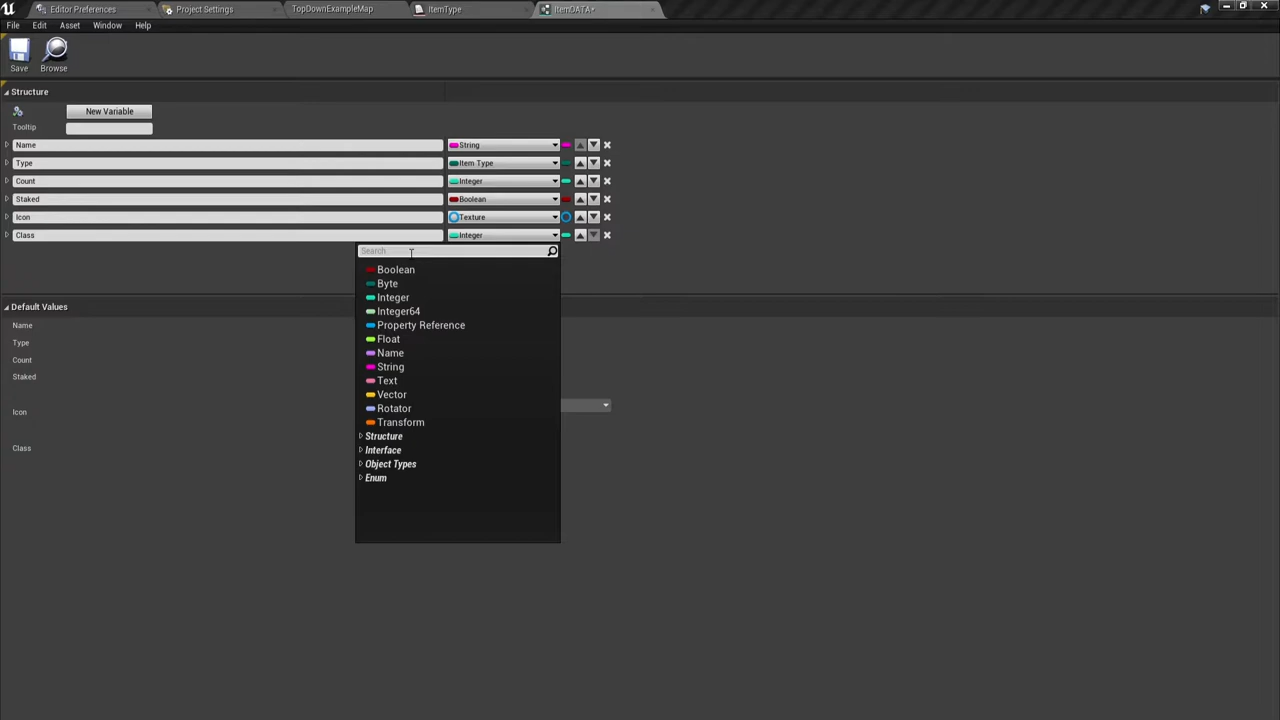 Editor Preferences
Project Settings
TopDownExampleMap
ItemType
ItemDATA*
File
Edit
Asset
Window
Help
Save
Browse
Structure
New Variable
Tooltip
Name
String
Type
Item Type
Count
Integer
Staked
Boolean
Icon
Texture
Class
Integer
Search
Boolean
Byte
Integer
Integer64
Property Reference
Float
Name
String
Text
Vector
Rotator
Transform
Structure
Interface
Object Types
Enum
Default Values
Name
Type
Count
Staked
Icon
Class